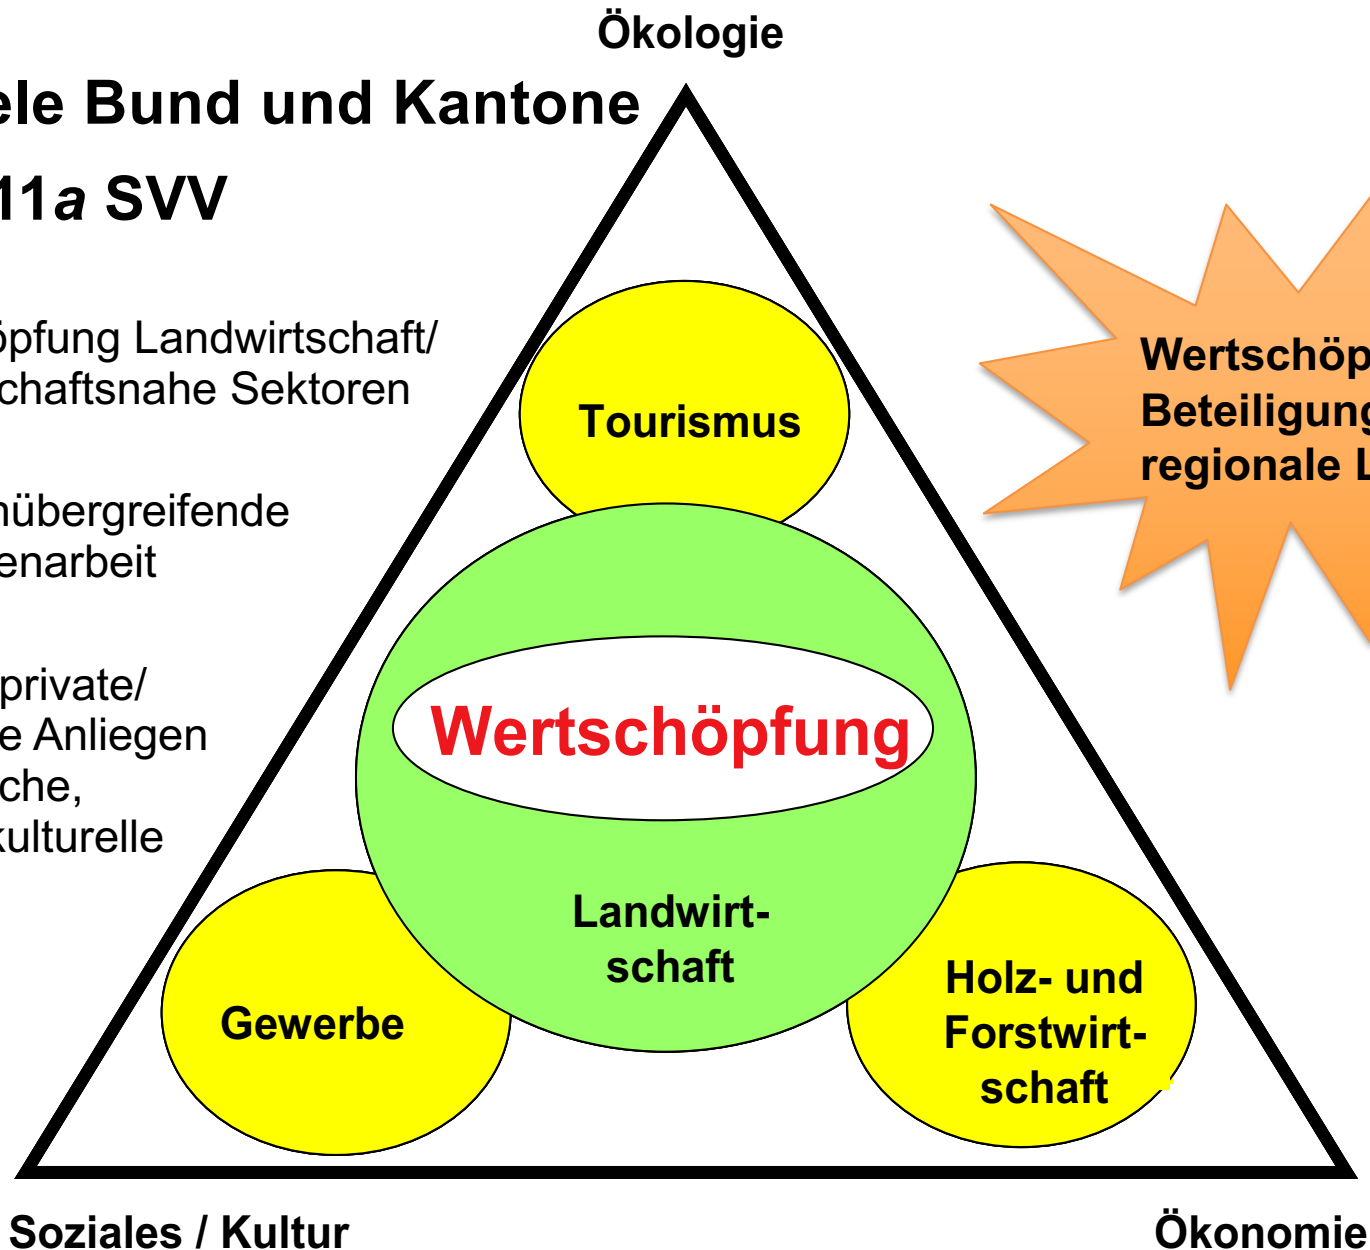 Ökologie
ele Bund und Kantone
11a SVV
öpfung Landwirtschaft/
chaftsnahe Sektoren
nübergreifende
enarbeit
private/
e Anliegen
che,
kulturelle
Tourismus
Wertschöp
Beteiligung
regionale L
Wertschöpfung
Landwirt-
schaft
Gewerbe
Holz- und
Forstwirt-
schaft
Soziales / Kultur
Ökonomie